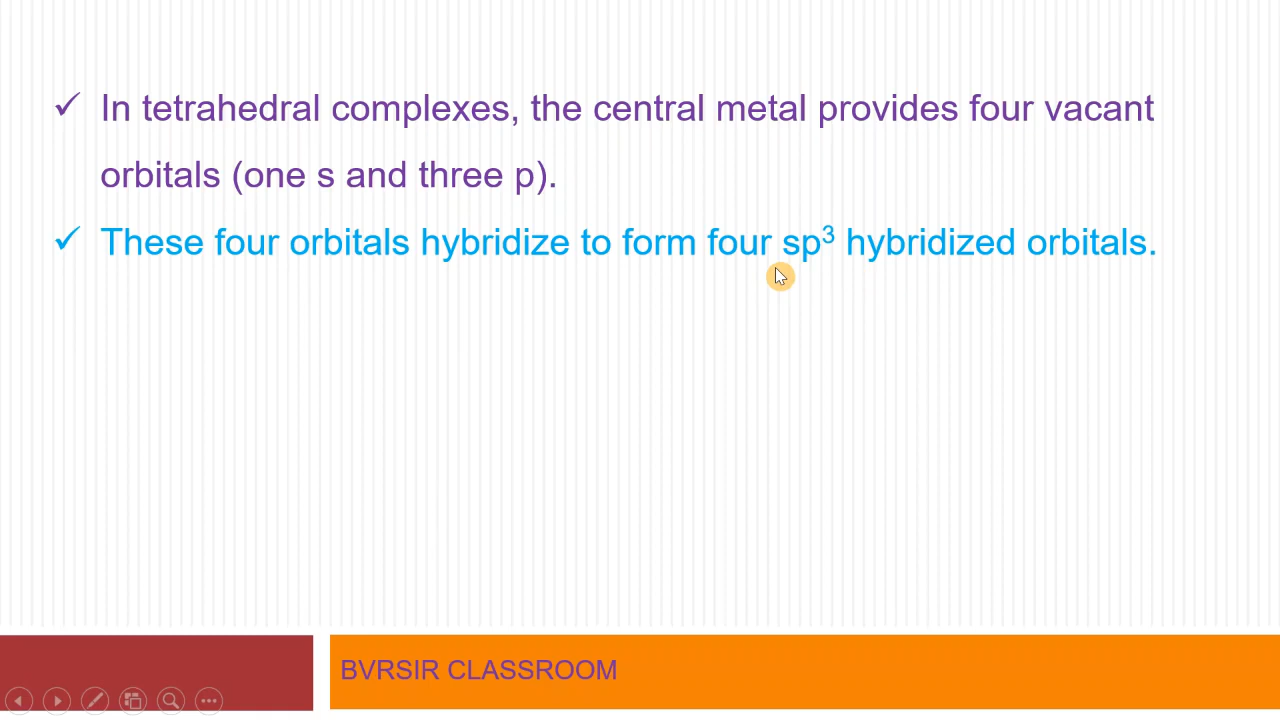 ✓ In tetrahedral complexes, the central metal provides four vacant
orbitals (one s and three p).
✓ These four orbitals hybridize to form four sp³ hybridized orbitals.
BVRSIR CLASSROOM